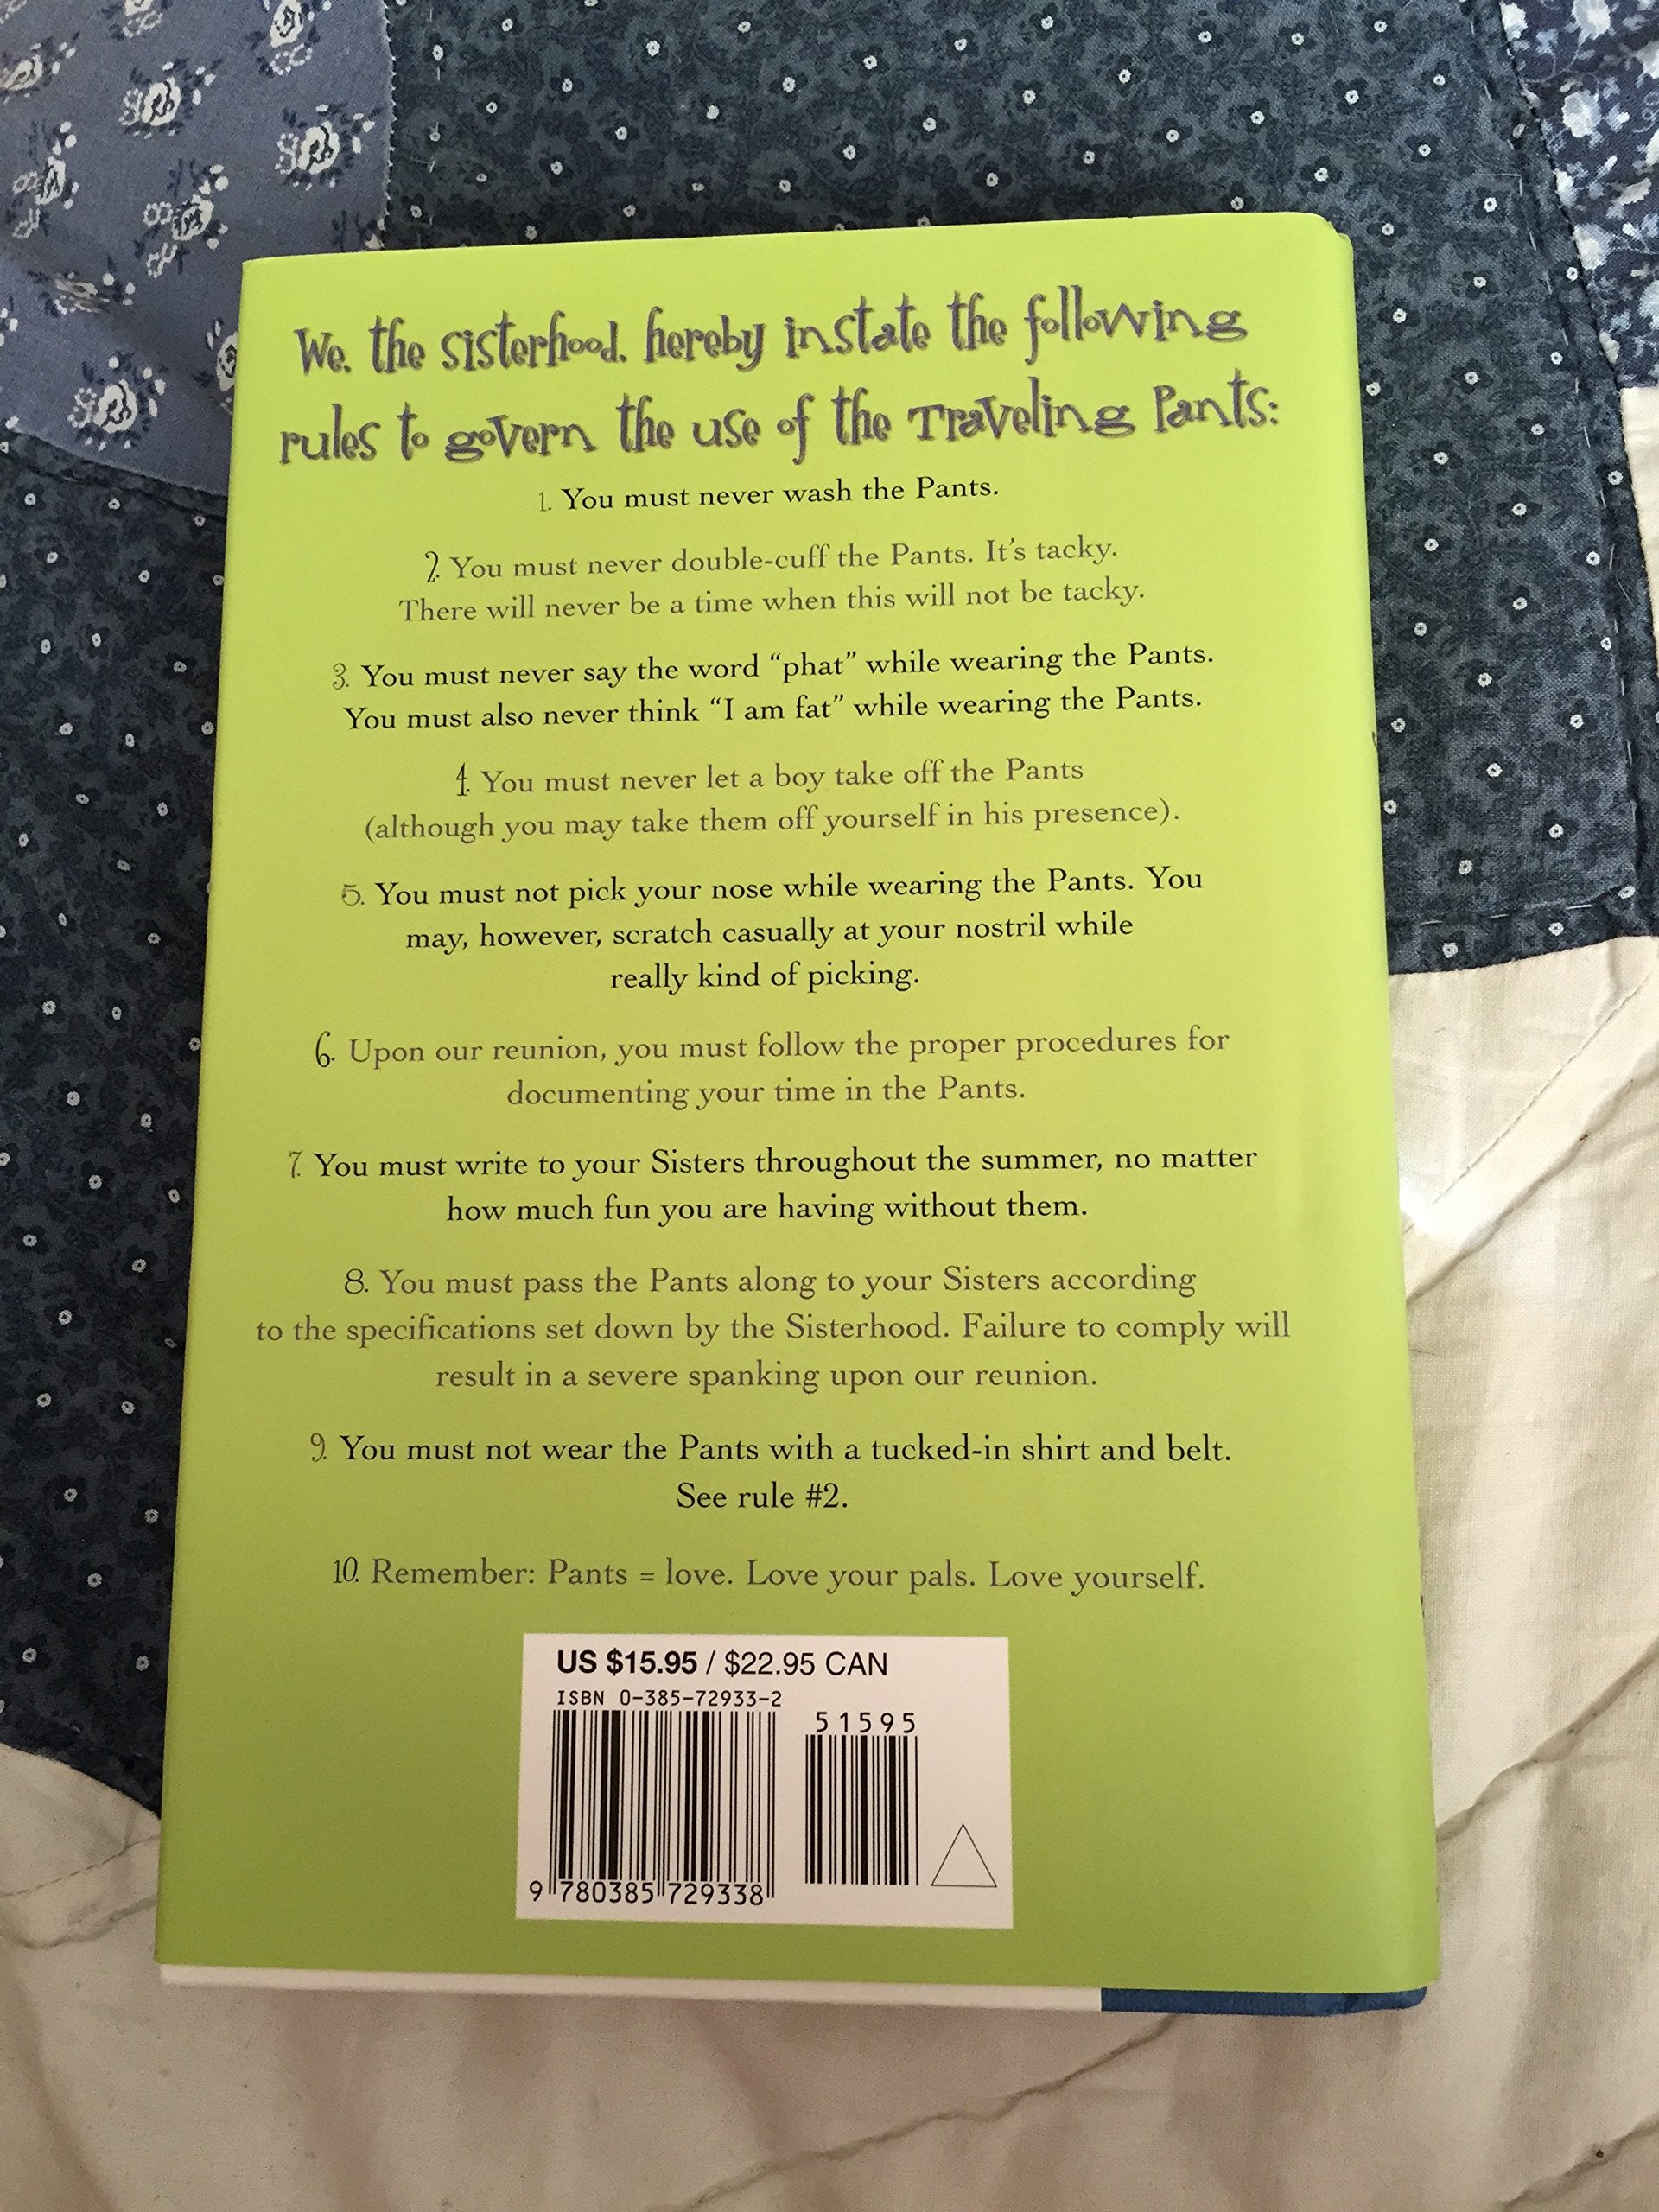 We, the sisterhood, hereby instate the following
rules to govern the use of the Traveling Pants:
1. You must never wash the Pants.
2. You must never double-cuff the Pants. It's tacky.
There will never be a time when this will not be tacky.
3. You must never say the word “phat” while wearing the Pants.
You must also never think “I am fat” while wearing the Pants.
4. You must never let a boy take off the Pants
(although you may take them off yourself in his presence).
5. You must not pick your nose while wearing the Pants. You
may, however, scratch casually at your nostril while
really kind of picking.
6. Upon our reunion, you must follow the proper procedures for
documenting your time in the Pants.
7. You must write to your Sisters throughout the summer, no matter
how much fun you are having without them.
8. You must pass the Pants along to your Sisters according
to the specifications set down by the Sisterhood. Failure to comply will
result in a severe spanking upon our reunion.
9. You must not wear the Pants with a tucked-in shirt and belt.
See rule #2.
10. Remember: Pants = love. Love your pals. Love yourself.
US $15.95 / $22.95 CAN
ISBN 0-385-72933-2
51595
9 780385 729338